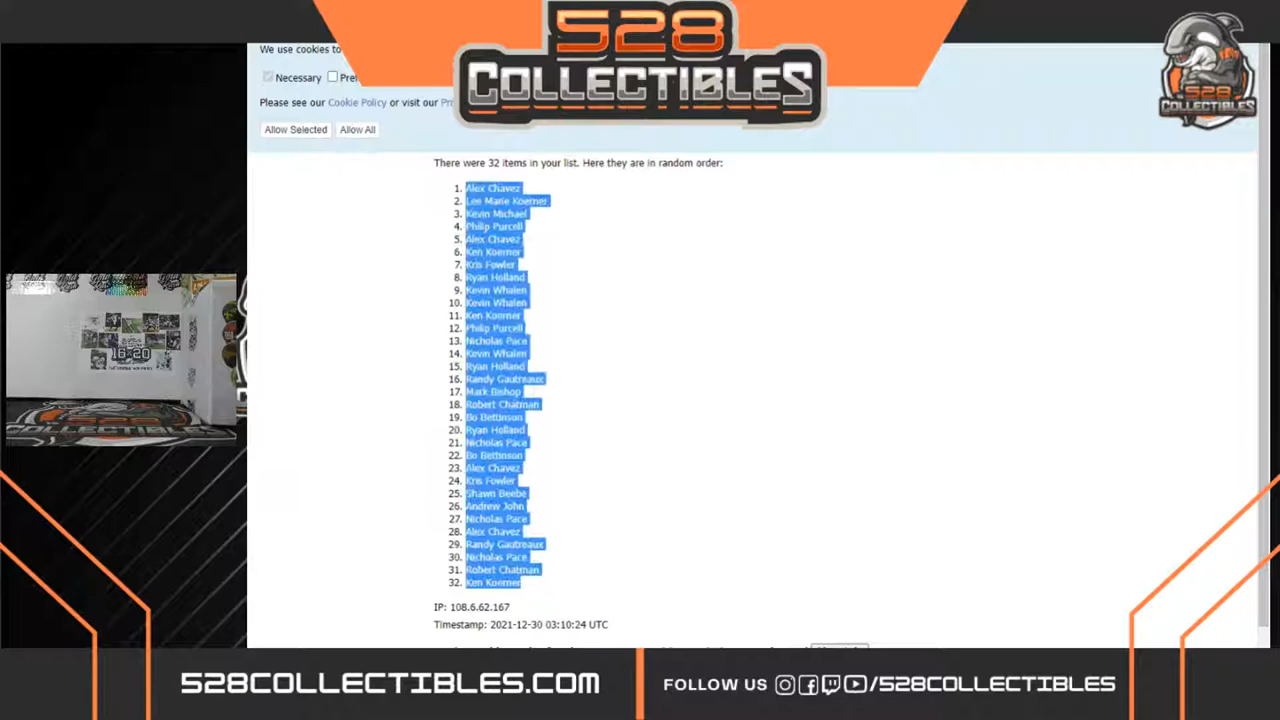 528
COLLECTIBLES
528
COLLECTIBLES
We use cookies to
Necessary
Please see our Cookie Policy or visit our
Allow Selected
Allow All
There were 32 items in your list. Here they are in random order:
1. Alex Chavez
2. Lee Marie Koerner
3. Kevin Michael
4. Philip Purcell
5. Alex Chavez
6. Ken Koerner
7. Kris Fowler
8. Ryan Holland
9. Kevin Whalen
10. Kevin Whalen
11. Ken Koerner
12. Philip Purcell
13. Nicholas Pace
14. Kevin Whalen
15. Ryan Holland
16. Randy Gautreaux
17. Mark Bishop
18. Robert Chatman
19. Bo Bettinson
20. Ryan Holland
21. Nicholas Pace
22. Bo Bettinson
23. Alex Chavez
24. Kris Fowler
25. Shawn Beebe
26. Andrew John
27. Nicholas Pace
28. Alex Chavez
29. Randy Gautreaux
30. Nicholas Pace
31. Robert Chatman
32. Ken Koerner
IP: 108.6.62.167
Timestamp: 2021-12-30 03:10:24 UTC
16-20
528
528COLLECTIBLES.COM
FOLLOW US /528COLLECTIBLES